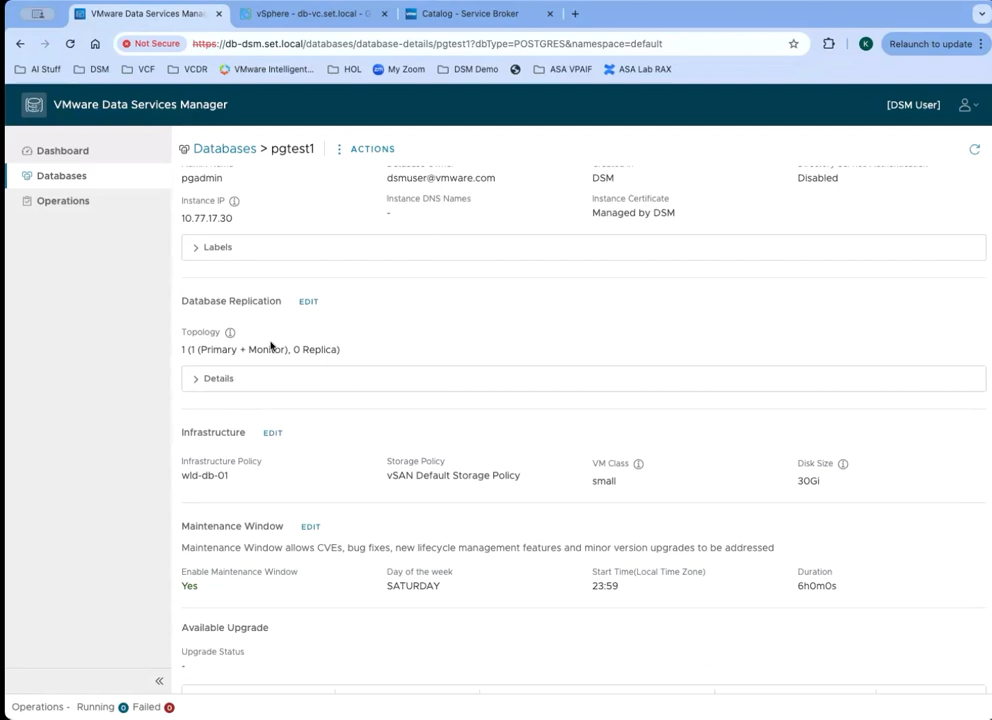 VMware Data Services Manag
vSphere - db-vc.set.local - G
Catalog - Service Broker
Not Secure
https://db-dsm.set.local/databases/database-details/pgtest1?dbType=POSTGRES&namespace=default
K
Relaunch to update
AI Stuff
DSM
VCF
VCDR
VMware Intelligent...
HOL
My Zoom
DSM Demo
ASA VPAIF
ASA Lab RAX
VMware Data Services Manager
[DSM User]
Dashboard
Databases
Operations
Databases > pgtest1
ACTIONS
pgadmin
dsmuser@vmware.com
DSM
Disabled
Instance IP
Instance DNS Names
Instance Certificate
10.77.17.30
-
Managed by DSM
Labels
Database Replication
EDIT
Topology
1 (1 (Primary + Monitor), 0 Replica)
Details
Infrastructure
EDIT
Infrastructure Policy
Storage Policy
VM Class
Disk Size
wld-db-01
vSAN Default Storage Policy
small
30Gi
Maintenance Window
EDIT
Maintenance Window allows CVEs, bug fixes, new lifecycle management features and minor version upgrades to be addressed
Enable Maintenance Window
Day of the week
Start Time(Local Time Zone)
Duration
Yes
SATURDAY
23:59
6h0m0s
Available Upgrade
Upgrade Status
-
Operations - Running 0 Failed 0